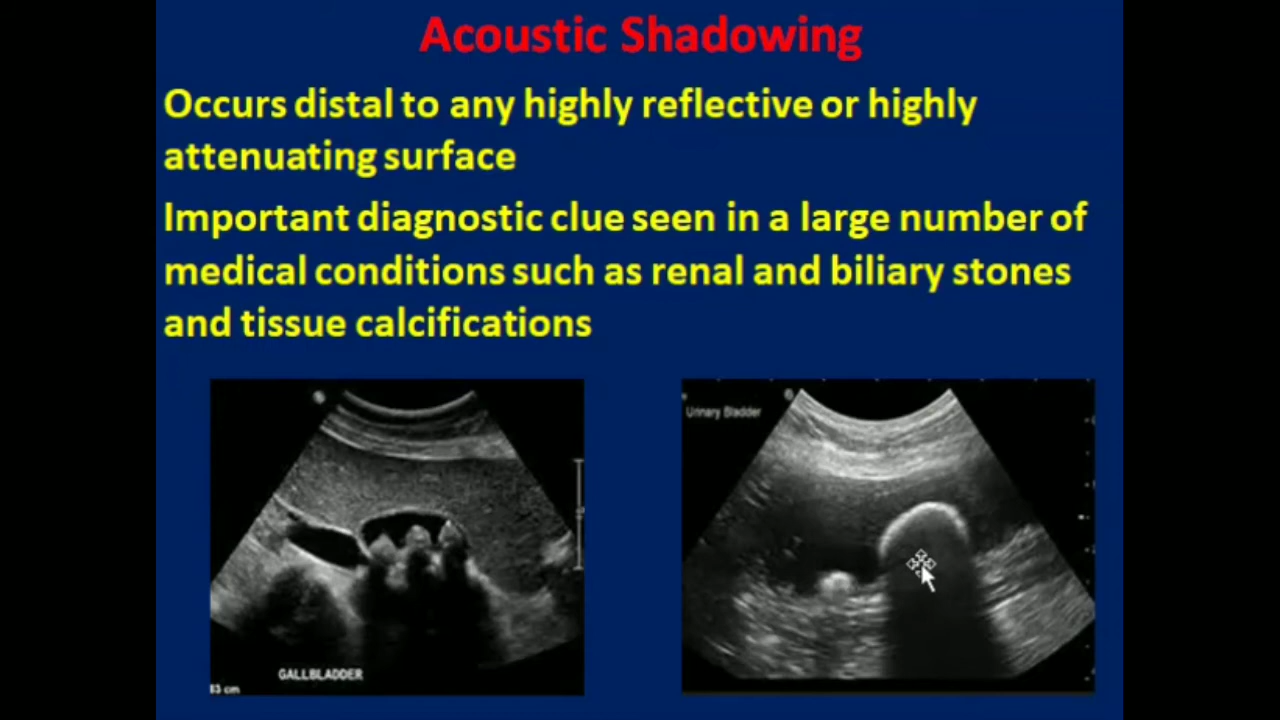 Acoustic Shadowing
Occurs distal to any highly reflective or highly
attenuating surface
Important diagnostic clue seen in a large number of
medical conditions such as renal and biliary stones
and tissue calcifications
Urinary Bladder
GALLBLADDER
cm